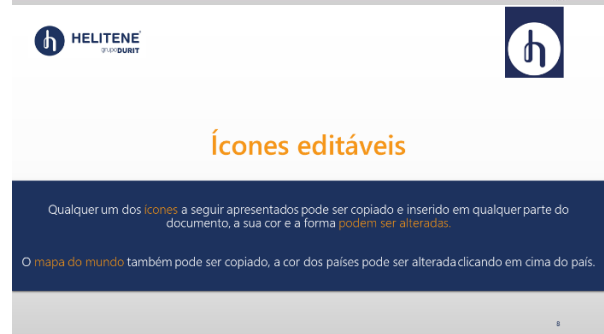 HELITENE
grupoDURIT
Ícones editáveis
Qualquer um dos ícones a seguir apresentados pode ser copiado e inserido em qualquer parte do
documento, a sua cor e a forma podem ser alteradas.
O mapa do mundo também pode ser copiado, a cor dos países pode ser alterada clicando em cima do país.
8